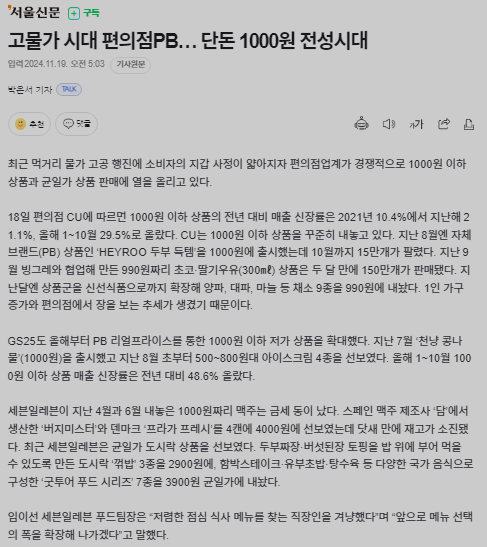 서울신문 구독
고물가 시대 편의점PB… 단돈 1000원 전성시대
입력2024.11.19. 오전 5:03 기사원문
박은서 기자 TALK
추천 댓글 가가
최근 먹거리 물가 고공 행진에 소비자의 지갑 사정이 얇아지자 편의점업계가 경쟁적으로 1000원 이하
상품과 균일가 상품 판매에 열을 올리고 있다.
18일 편의점 CU에 따르면 1000원 이하 상품의 전년 대비 매출 신장률은 2021년 10.4%에서 지난해 2
1.1%, 올해 1~10월 29.5%로 올랐다. CU는 1000원 이하 상품을 꾸준히 내놓고 있다. 지난 8월엔 자체
브랜드(PB) 상품인 ‘HEYROO 두부 득템’을 1000원에 출시했는데 10월까지 15만개가 팔렸다. 지난 9
월 빙그레와 협업해 만든 990원짜리 초코·딸기우유(300㎖) 상품은 두 달 만에 150만개가 판매됐다. 지
난달엔 상품군을 신선식품으로까지 확장해 양파, 대파, 마늘 등 채소 9종을 990원에 내놨다. 1인 가구
증가와 편의점에서 장을 보는 추세가 생겼기 때문이다.
GS25도 올해부터 PB 리얼프라이스를 통한 1000원 이하 저가 상품을 확대했다. 지난 7월 ‘천냥 콩나
물’(1000원)을 출시했고 지난 8월 초부터 500~800원대 아이스크림 4종을 선보였다. 올해 1~10월 100
0원 이하 상품 매출 신장률은 전년 대비 48.6% 올랐다.
세븐일레븐이 지난 4월과 6월 내놓은 1000원짜리 맥주는 금세 동이 났다. 스페인 맥주 제조사 ‘담’에서
생산한 ‘버지미스터’와 덴마크 ‘프라가 프레시’를 4캔에 4000원에 선보였는데 닷새 만에 재고가 소진됐
다. 최근 세븐일레븐은 균일가 도시락 상품을 선보였다. 두부짜장·버섯된장 토핑을 밥 위에 부어 먹을
수 있도록 만든 도시락 ‘꺾밥’ 3종을 2900원에, 함박스테이크·유부초밥·탕수육 등 다양한 국가 음식으로
구성한 ‘굿투어 푸드 시리즈’ 7종을 3900원 균일가에 내놨다.
임이선 세븐일레븐 푸드팀장은 “저렴한 점심 식사 메뉴를 찾는 직장인을 겨냥했다”며 “앞으로 메뉴 선택
의 폭을 확장해 나가겠다”고 말했다.